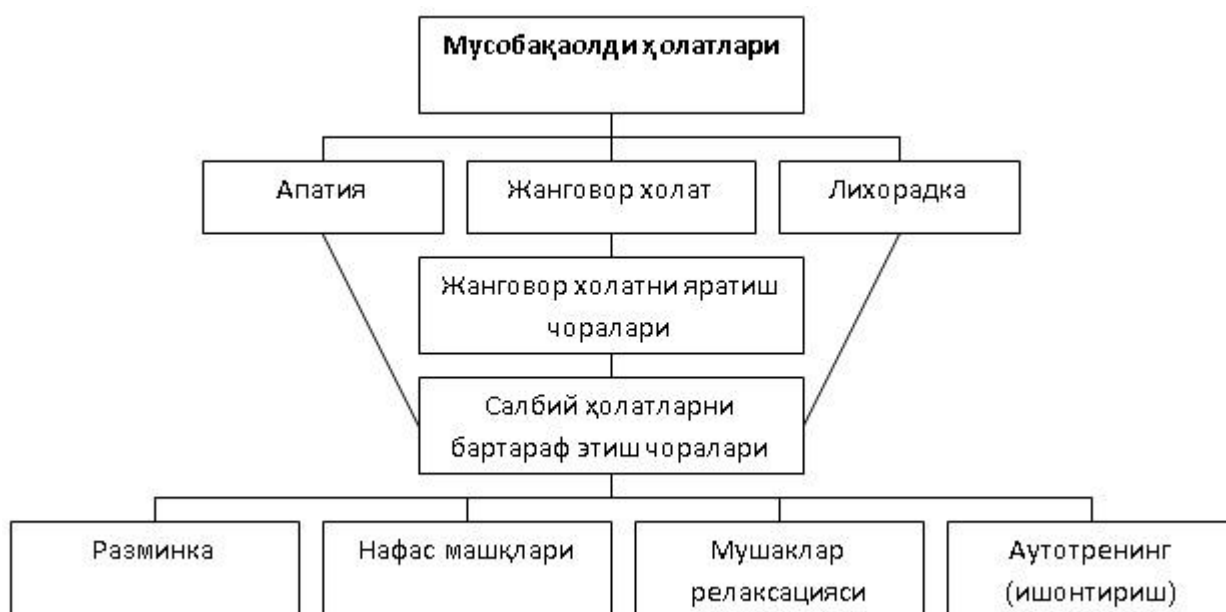 Мусобақаолди ҳолатлари
Апатия
Жанговор холат
Лихорадка
Жанговор холатни яратиш
чоралари
Салбий ҳолатларни
бартараф этиш чоралари
Разминка
Нафас машқлари
Мушаклар
релаксацияси
Аутотренинг
(ишонтириш)